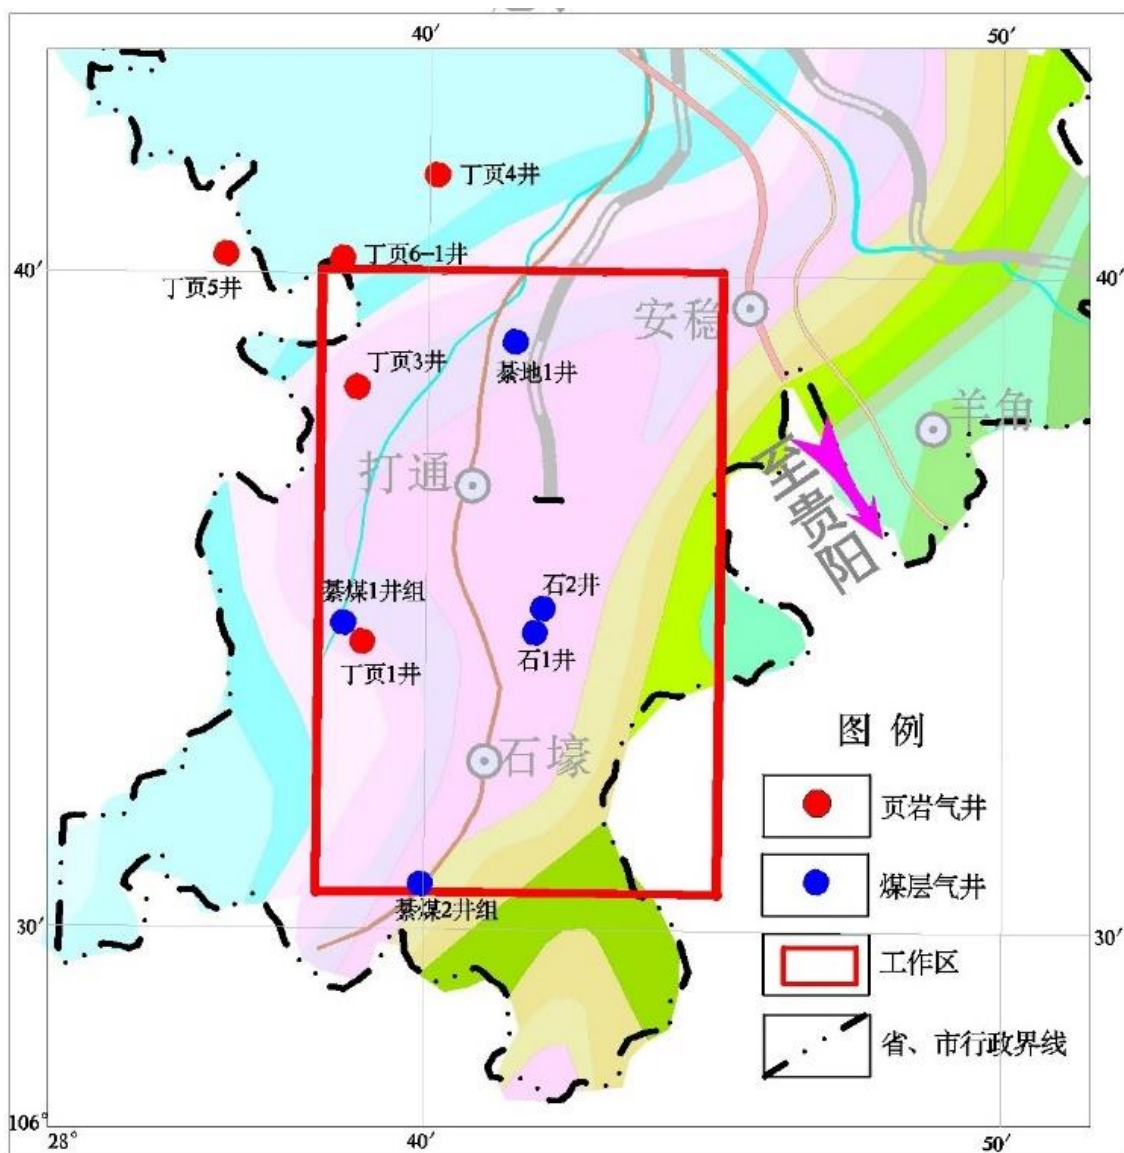 40′
50′
丁页4井
丁页6-1井
40′
丁页5井
40′
安稳
丁页3井
綦地1井
羊角
打通
至贵阳
石2井
綦煤1井组
石1井
丁页1井
图 例
石壕
页岩气井
煤层气井
綦煤2井组
30′
30′
工作区
省、市行政界线
106°
28°
40′
50′